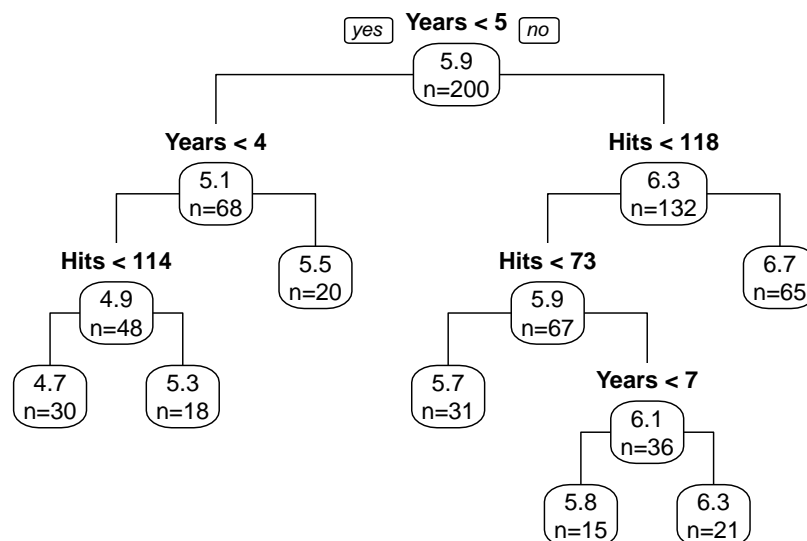 yes Years < 5 no
5.9
n=200
Years < 4 Hits < 118
5.1 6.3
n=68 n=132
Hits < 114 5.5 Hits < 73 6.7
n=20 n=65
4.9 5.9
n=48 n=67
4.7 5.3 5.7 Years < 7
n=30 n=18 n=31
6.1
n=36
5.8 6.3
n=15 n=21